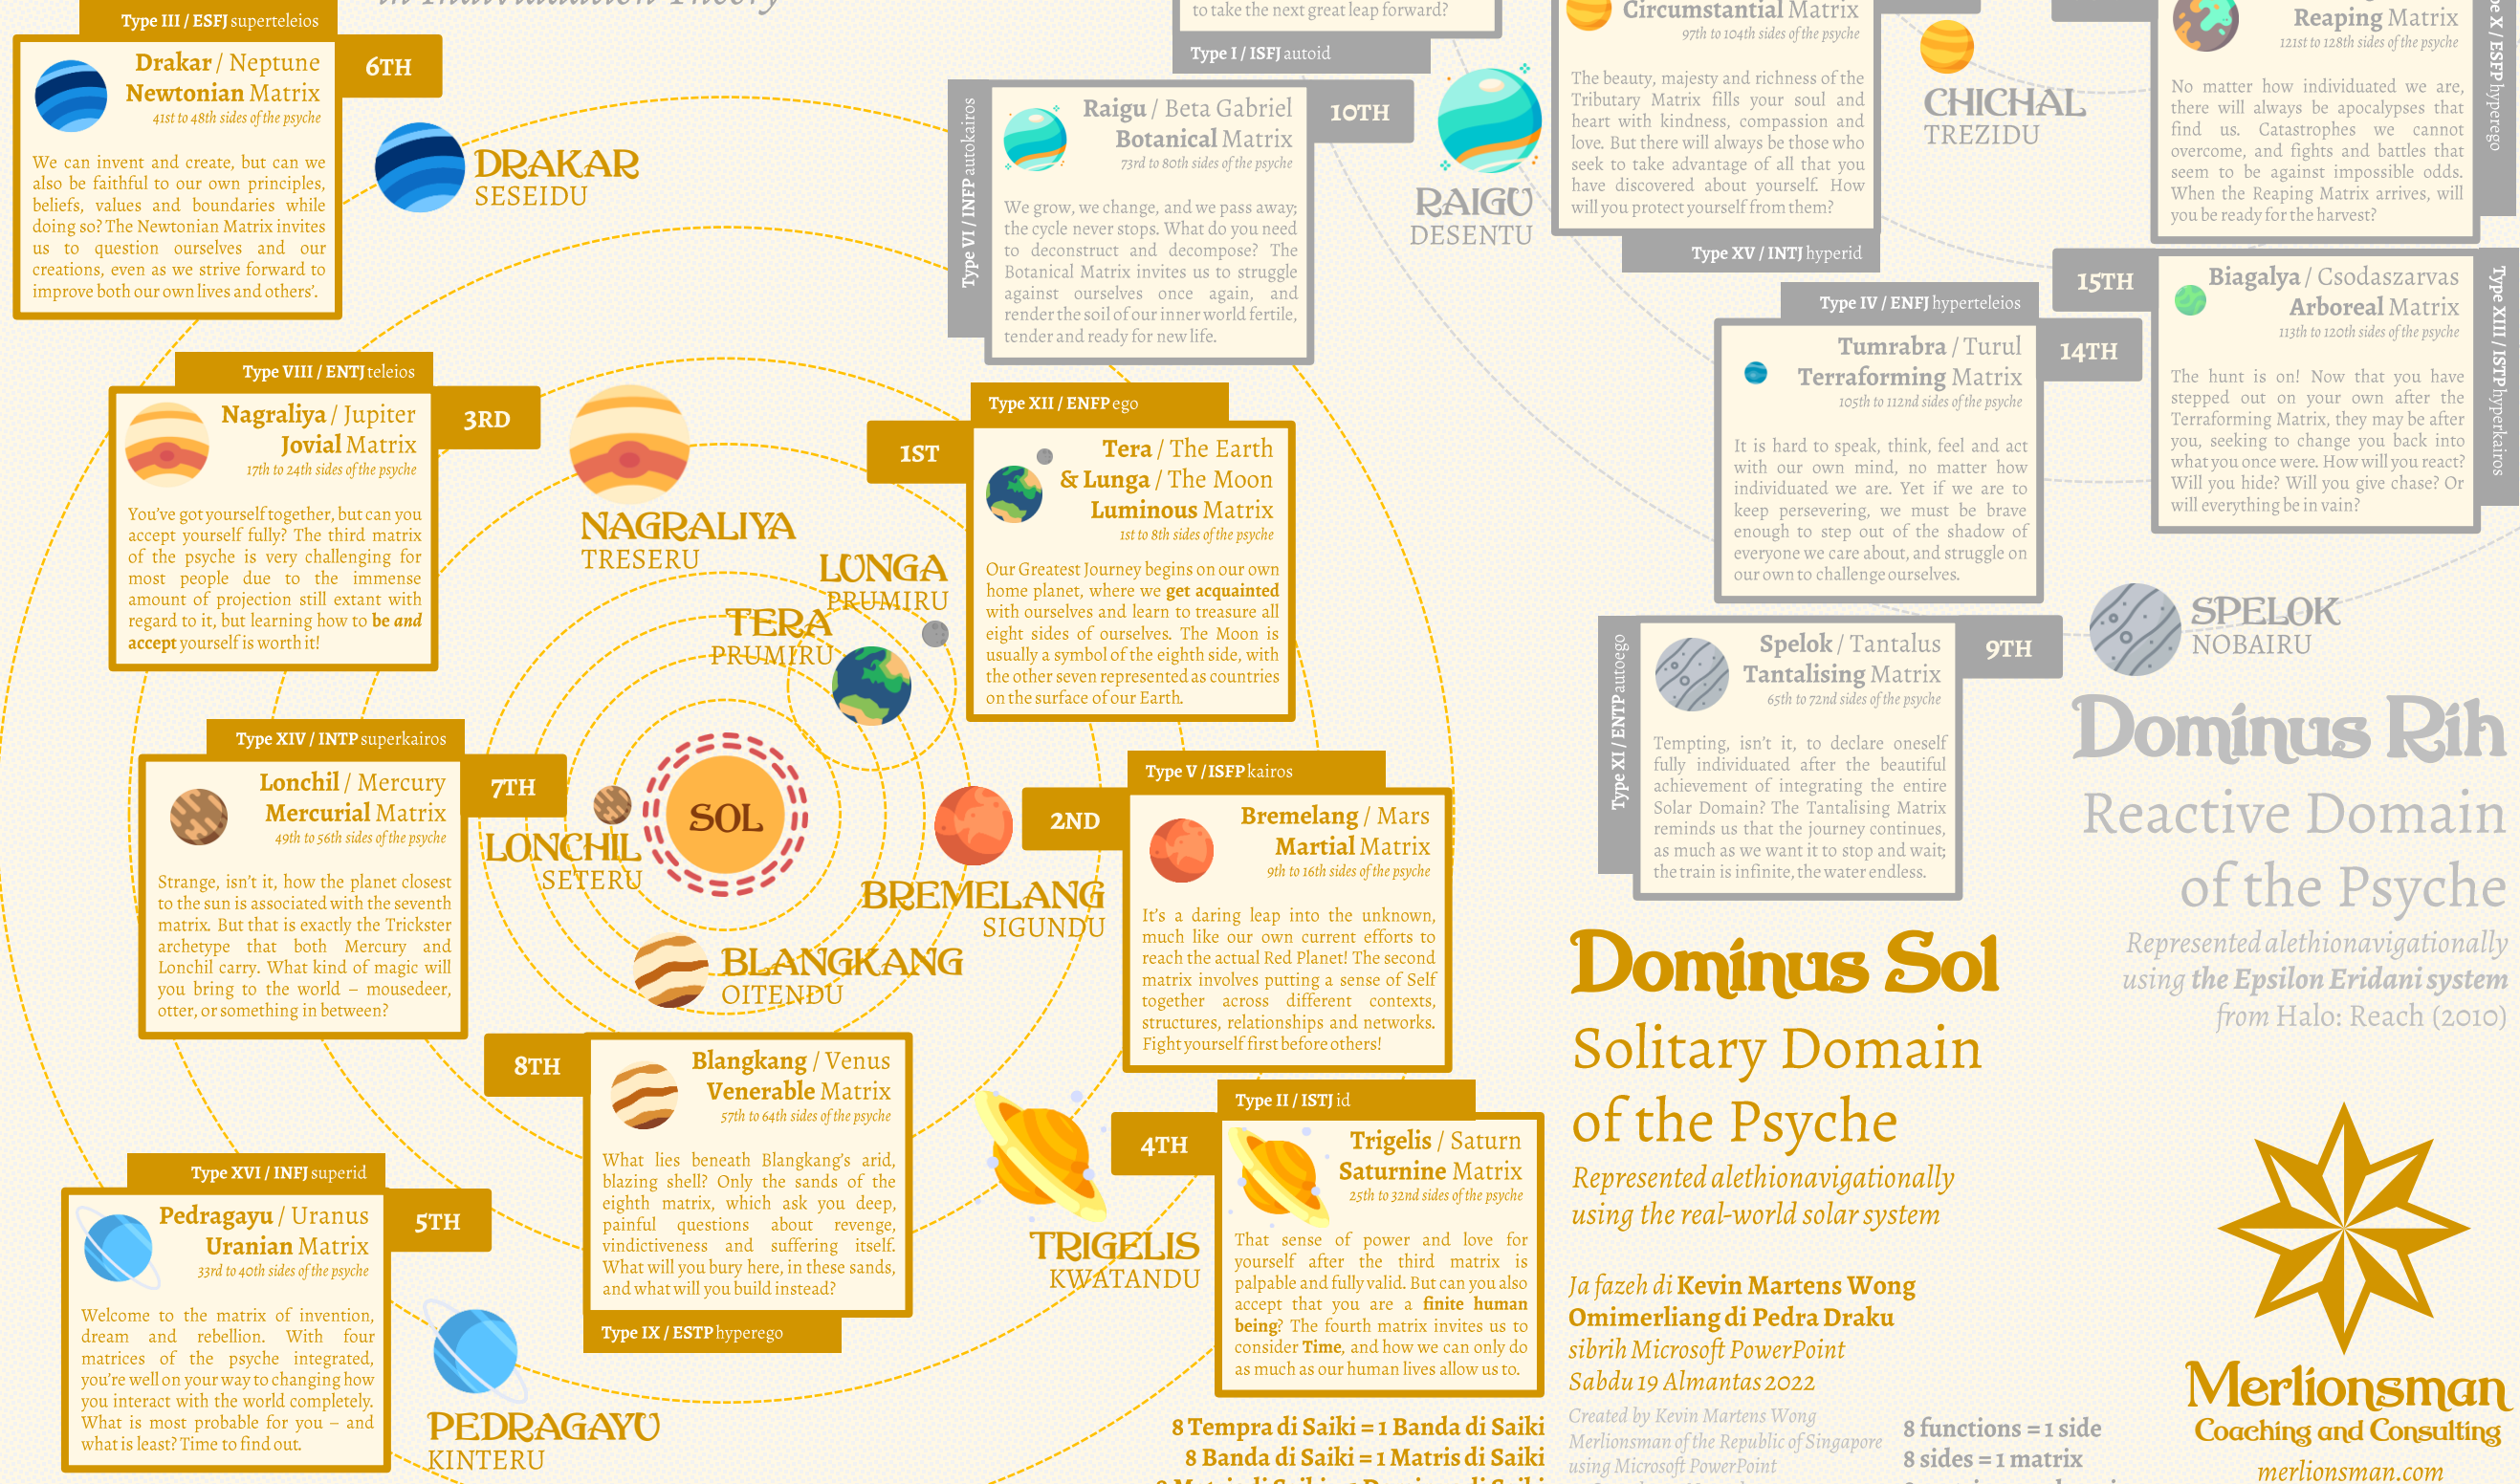 in Individuation Theory
Type III / ESFJ superteleios
Drakar / Neptune
Newtonian Matrix
41st to 48th sides of the psyche
6TH
We can invent and create, but can we
also be faithful to our own principles,
beliefs, values and boundaries while
doing so? The Newtonian Matrix invites
us to question ourselves and our
creations, even as we strive forward to
improve both our own lives and others'.
DRAKAR
SESEIDU
to take the next great leap forward?
Type I / ISFJ autoid
Type VI / INFP autokairos
Raigu / Beta Gabriel
Botanical Matrix
73rd to 80th sides of the psyche
10TH
We grow, we change, and we pass away;
the cycle never stops. What do you need
to deconstruct and decompose? The
Botanical Matrix invites us to struggle
against ourselves once again, and
render the soil of our inner world fertile,
tender and ready for new life.
RAIGU
DESENTU
Circumstantial Matrix
97th to 104th sides of the psyche
The beauty, majesty and richness of the
Tributary Matrix fills your soul and
heart with kindness, compassion and
love. But there will always be those who
seek to take advantage of all that you
have discovered about yourself. How
will you protect yourself from them?
Type XV / INTJ hyperid
CHICHAL
TREZIDU
Reaping Matrix
121st to 128th sides of the psyche
No matter how individuated we are,
there will always be apocalypses that
find us. Catastrophes we cannot
overcome, and fights and battles that
seem to be against impossible odds.
When the Reaping Matrix arrives, will
you be ready for the harvest?
X / ESFP hyperego
15TH
Biagalya / Csodaszarvas
Arboreal Matrix
113th to 120th sides of the psyche
The hunt is on! Now that you have
stepped out on your own after the
Terraforming Matrix, they may be after
you, seeking to change you back into
what you once were. How will you react?
Will you hide? Will you give chase? Or
will everything be in vain?
Type XIII / ISTP hyperkairos
Type IV / ENFJ hyperteleios
Tumrabra / Turul
Terraforming Matrix
105th to 112nd sides of the psyche
14TH
It is hard to speak, think, feel and act
with our own mind, no matter how
individuated we are. Yet if we are to
keep persevering, we must be brave
enough to step out of the shadow of
everyone we care about, and struggle on
our own to challenge ourselves.
Type VIII / ENTJ teleios
Nagraliya / Jupiter
Jovial Matrix
17th to 24th sides of the psyche
3RD
You've got yourself together, but can you
accept yourself fully? The third matrix
of the psyche is very challenging for
most people due to the immense
amount of projection still extant with
regard to it, but learning how to be and
accept yourself is worth it!
NAGRALIYA
TRESERU
LUNGA
PRUMIRU
TERA
PRUMIRU
Type XII / ENFP ego
1ST
Tera / The Earth
& Lunga / The Moon
Luminous Matrix
1st to 8th sides of the psyche
Our Greatest Journey begins on our own
home planet, where we get acquainted
with ourselves and learn to treasure all
eight sides of ourselves. The Moon is
usually a symbol of the eighth side, with
the other seven represented as countries
on the surface of our Earth.
Type XI / ENTP autoego
Spelok / Tantalus
Tantalising Matrix
65th to 72nd sides of the psyche
9TH
Tempting, isn't it, to declare oneself
fully individuated after the beautiful
achievement of integrating the entire
Solar Domain? The Tantalising Matrix
reminds us that the journey continues,
as much as we want it to stop and wait;
the train is infinite, the water endless.
SPELOK
NOBAIRU
Dominus Rih
Reactive Domain
of the Psyche
Represented alethionavigationally
using the Epsilon Eridani system
from Halo: Reach (2010)
Type XIV / INTP superkairos
Lonchil / Mercury
Mercurial Matrix
49th to 56th sides of the psyche
7TH
Strange, isn't it, how the planet closest
to the sun is associated with the seventh
matrix. But that is exactly the Trickster
archetype that both Mercury and
Lonchil carry. What kind of magic will
you bring to the world – mousedeer,
otter, or something in between?
LONCHIL
SETERU
SOL
BREMELANG
SIGUNDU
BLANGKANG
OITENDU
Type V / ISFP kairos
2ND
Bremelang / Mars
Martial Matrix
9th to 16th sides of the psyche
It's a daring leap into the unknown,
much like our own current efforts to
reach the actual Red Planet! The second
matrix involves putting a sense of Self
together across different contexts,
structures, relationships and networks.
Fight yourself first before others!
8TH
Blangkang / Venus
Venerable Matrix
57th to 64th sides of the psyche
What lies beneath Blangkang's arid,
blazing shell? Only the sands of the
eighth matrix, which ask you deep,
painful questions about revenge,
vindictiveness and suffering itself.
What will you bury here, in these sands,
and what will you build instead?
Type IX / ESTP hyperego
TRIGELIS
KWATANDU
Type II / ISTJ id
4TH
Trigelis / Saturn
Saturnine Matrix
25th to 32nd sides of the psyche
That sense of power and love for
yourself after the third matrix is
palpable and fully valid. But can you also
accept that you are a finite human
being? The fourth matrix invites us to
consider Time, and how we can only do
as much as our human lives allow us to.
Type XVI / INFJ superid
Pedragayu / Uranus
Uranian Matrix
33rd to 40th sides of the psyche
5TH
Welcome to the matrix of invention,
dream and rebellion. With four
matrices of the psyche integrated,
you're well on your way to changing how
you interact with the world completely.
What is most probable for you – and
what is least? Time to find out.
PEDRAGAYU
KINTERU
Dominus Sol
Solitary Domain
of the Psyche
Represented alethionavigationally
using the real-world solar system
Ja fazeh di Kevin Martens Wong
Omimerliang di Pedra Draku
sibrih Microsoft PowerPoint
Sabdu 19 Almantas 2022
Created by Kevin Martens Wong
Merlionsman of the Republic of Singapore
using Microsoft PowerPoint
8 Tempra di Saiki = 1 Banda di Saiki
8 Banda di Saiki = 1 Matris di Saiki
8 functions = 1 side
8 sides = 1 matrix
Merlionsman
Coaching and Consulting
merlionsman.com